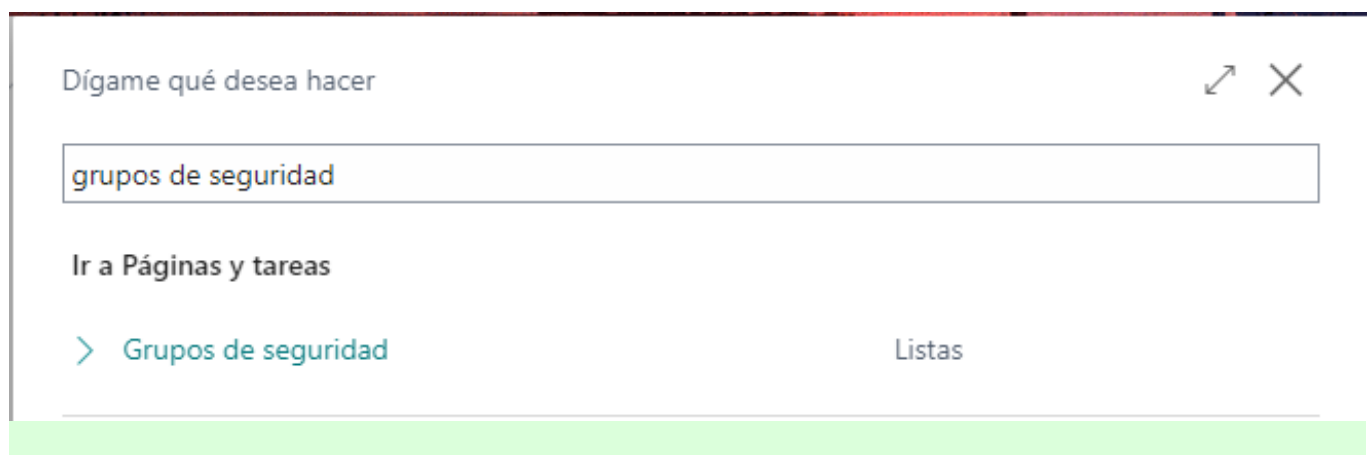 Dígame qué desea hacer
grupos de seguridad
Ir a Páginas y tareas
Grupos de seguridad Listas